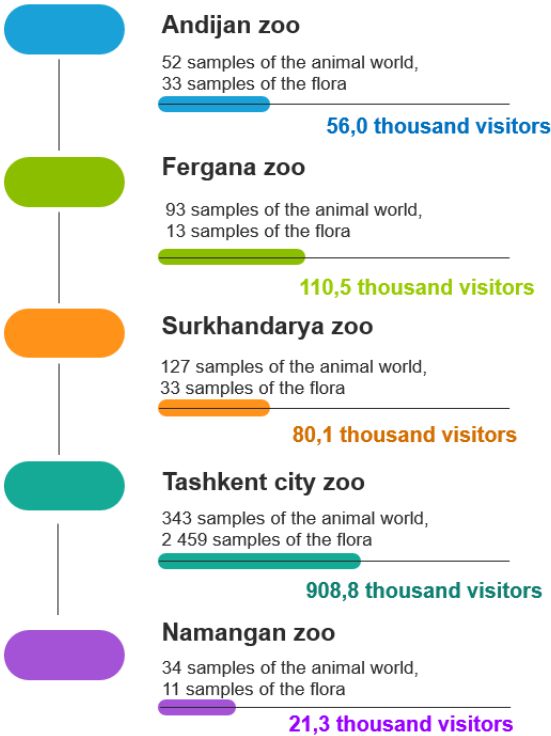 Andijan zoo
52 samples of the animal world,
33 samples of the flora
56,0 thousand visitors
Fergana zoo
93 samples of the animal world,
13 samples of the flora
110,5 thousand visitors
Surkhandarya zoo
127 samples of the animal world,
33 samples of the flora
80,1 thousand visitors
Tashkent city zoo
343 samples of the animal world,
2 459 samples of the flora
908,8 thousand visitors
Namangan zoo
34 samples of the animal world,
11 samples of the flora
21,3 thousand visitors